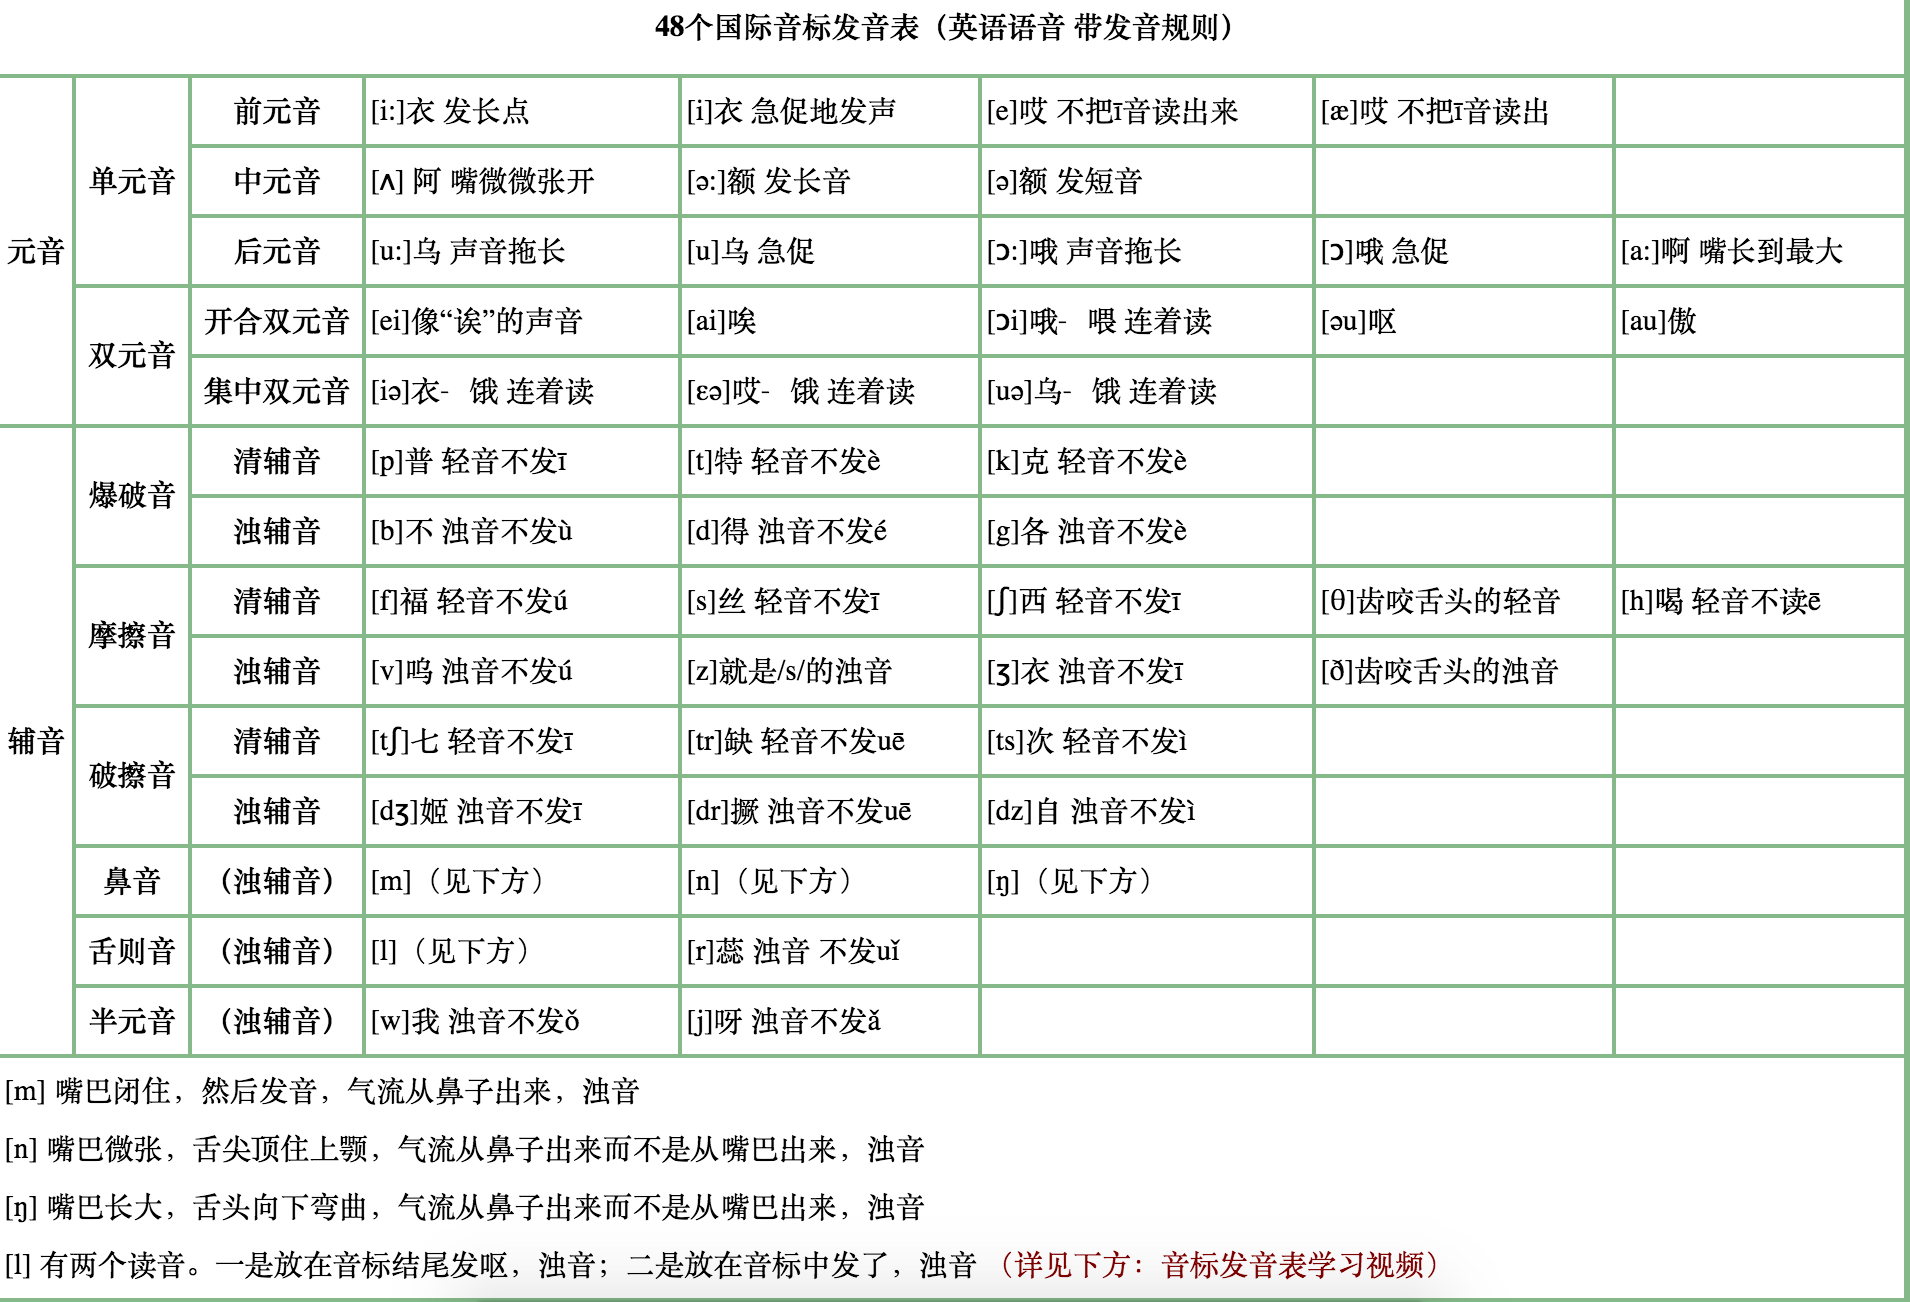 48个国际音标发音表（英语语音 带发音规则）
元音 单元音 前元音 [i:]衣 发长点 [i]衣 急促地发声 [e]哎 不把ī音读出来 [æ]哎 不把ī音读出
中元音 [ʌ] 阿 嘴微微张开 [ə:]额 发长音 [ə]额 发短音
后元音 [u:]乌 声音拖长 [u]乌 急促 [ɔ:]哦 声音拖长 [ɔ]哦 急促 [a:]啊 嘴长到最大
双元音 开合双元音 [ei]像“诶”的声音 [ai]唉 [ɔi]哦- 喂 连着读 [əu]呕 [au]傲
集中双元音 [iə]衣- 饿 连着读 [ɛə]哎- 饿 连着读 [uə]乌- 饿 连着读
辅音 爆破音 清辅音 [p]普 轻音不发ī [t]特 轻音不发è [k]克 轻音不发è
浊辅音 [b]不 浊音不发ù [d]得 浊音不发é [g]各 浊音不发è
摩擦音 清辅音 [f]福 轻音不发ú [s]丝 轻音不发ī [ʃ]西 轻音不发ī [θ]齿咬舌头的轻音 [h]喝 轻音不读ē
浊辅音 [v]呜 浊音不发ú [z]就是/s/的浊音 [ʒ]衣 浊音不发ī [ð]齿咬舌头的浊音
破擦音 清辅音 [tʃ]七 轻音不发ī [tr]缺 轻音不发uē [ts]次 轻音不发ì
浊辅音 [dʒ]姬 浊音不发ī [dr]撅 浊音不发uē [dz]自 浊音不发ì
鼻音 （浊辅音） [m]（见下方） [n]（见下方） [ŋ]（见下方）
舌则音 （浊辅音） [l]（见下方） [r]蕊 浊音 不发uǐ
半元音 （浊辅音） [w]我 浊音不发ǒ [j]呀 浊音不发ǎ
[m] 嘴巴闭住，然后发音，气流从鼻子出来，浊音
[n] 嘴巴微张，舌尖顶住上颚，气流从鼻子出来而不是从嘴巴出来，浊音
[ŋ] 嘴巴长大，舌头向下弯曲，气流从鼻子出来而不是从嘴巴出来，浊音
[l] 有两个读音。一是放在音标结尾发呕，浊音；二是放在音标中发了，浊音 （详见下方：音标发音表学习视频）